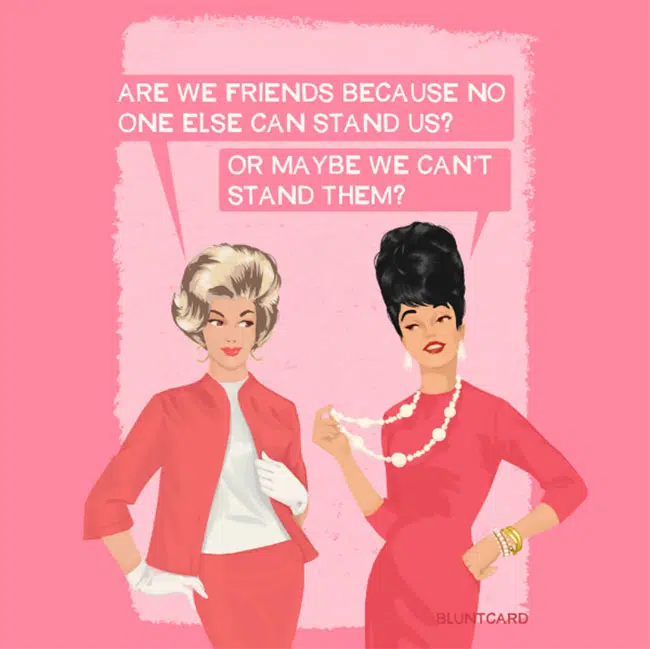 ARE WE FRIENDS BECAUSE NO
ONE ELSE CAN STAND US?
OR MAYBE WE CAN'T
STAND THEM?
BLUNTCARD